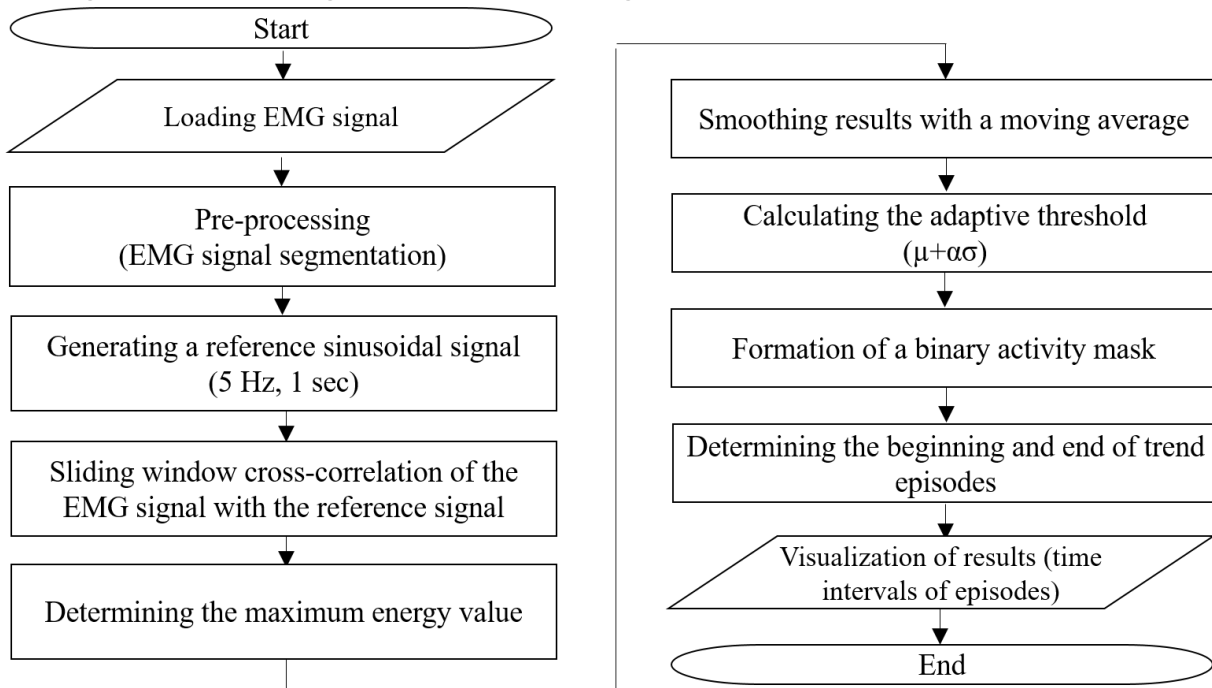 Start
Loading EMG signal
Pre-processing
(EMG signal segmentation)
Generating a reference sinusoidal signal
(5 Hz, 1 sec)
Sliding window cross-correlation of the
EMG signal with the reference signal
Determining the maximum energy value
Smoothing results with a moving average
Calculating the adaptive threshold
(μ+ασ)
Formation of a binary activity mask
Determining the beginning and end of trend
episodes
Visualization of results (time
intervals of episodes)
End